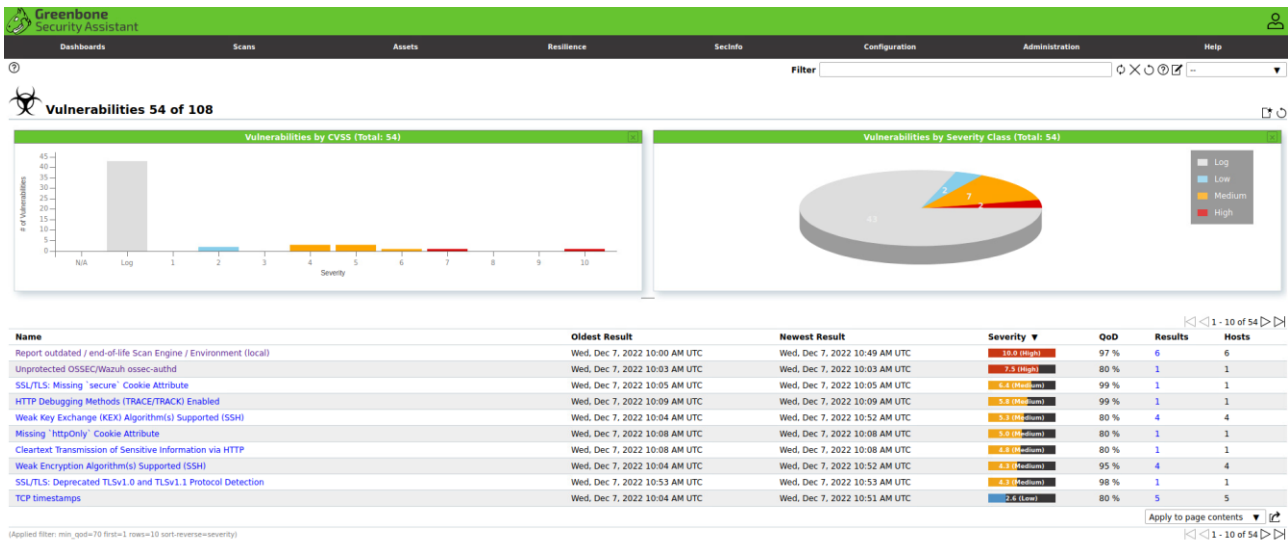 Greenbone
Security Assistant
Dashboards Scans Assets Resilience SecInfo Configuration Administration Help
Filter --
Vulnerabilities 54 of 108
Vulnerabilities by CVSS (Total: 54)
45
40
35
30
25
20
15
10
5
0
# of Vulnerabilities
N/A Log 1 2 3 4 5 6 7 8 9 10
Severity
Vulnerabilities by Severity Class (Total: 54)
43
2
7
2
Log
Low
Medium
High
1 - 10 of 54
Name Oldest Result Newest Result Severity ▼ QoD Results Hosts
Report outdated / end-of-life Scan Engine / Environment (local) Wed, Dec 7, 2022 10:00 AM UTC Wed, Dec 7, 2022 10:49 AM UTC 10.0 (High) 97 % 6 6
Unprotected OSSEC/Wazuh ossec-authd Wed, Dec 7, 2022 10:03 AM UTC Wed, Dec 7, 2022 10:03 AM UTC 7.5 (High) 80 % 1 1
SSL/TLS: Missing `secure` Cookie Attribute Wed, Dec 7, 2022 10:05 AM UTC Wed, Dec 7, 2022 10:05 AM UTC 6.4 (Medium) 99 % 1 1
HTTP Debugging Methods (TRACE/TRACK) Enabled Wed, Dec 7, 2022 10:09 AM UTC Wed, Dec 7, 2022 10:09 AM UTC 5.8 (Medium) 99 % 1 1
Weak Key Exchange (KEX) Algorithm(s) Supported (SSH) Wed, Dec 7, 2022 10:04 AM UTC Wed, Dec 7, 2022 10:52 AM UTC 5.3 (Medium) 80 % 4 4
Missing `httpOnly` Cookie Attribute Wed, Dec 7, 2022 10:08 AM UTC Wed, Dec 7, 2022 10:08 AM UTC 5.0 (Medium) 80 % 1 1
Cleartext Transmission of Sensitive Information via HTTP Wed, Dec 7, 2022 10:08 AM UTC Wed, Dec 7, 2022 10:08 AM UTC 4.8 (Medium) 80 % 1 1
Weak Encryption Algorithm(s) Supported (SSH) Wed, Dec 7, 2022 10:04 AM UTC Wed, Dec 7, 2022 10:52 AM UTC 4.3 (Medium) 95 % 4 4
SSL/TLS: Deprecated TLSv1.0 and TLSv1.1 Protocol Detection Wed, Dec 7, 2022 10:53 AM UTC Wed, Dec 7, 2022 10:53 AM UTC 4.3 (Medium) 98 % 1 1
TCP timestamps Wed, Dec 7, 2022 10:04 AM UTC Wed, Dec 7, 2022 10:51 AM UTC 2.6 (Low) 80 % 5 5
Apply to page contents ▼
(Applied filter: min_qod=70 first=1 rows=10 sort-reverse=severity) 1 - 10 of 54